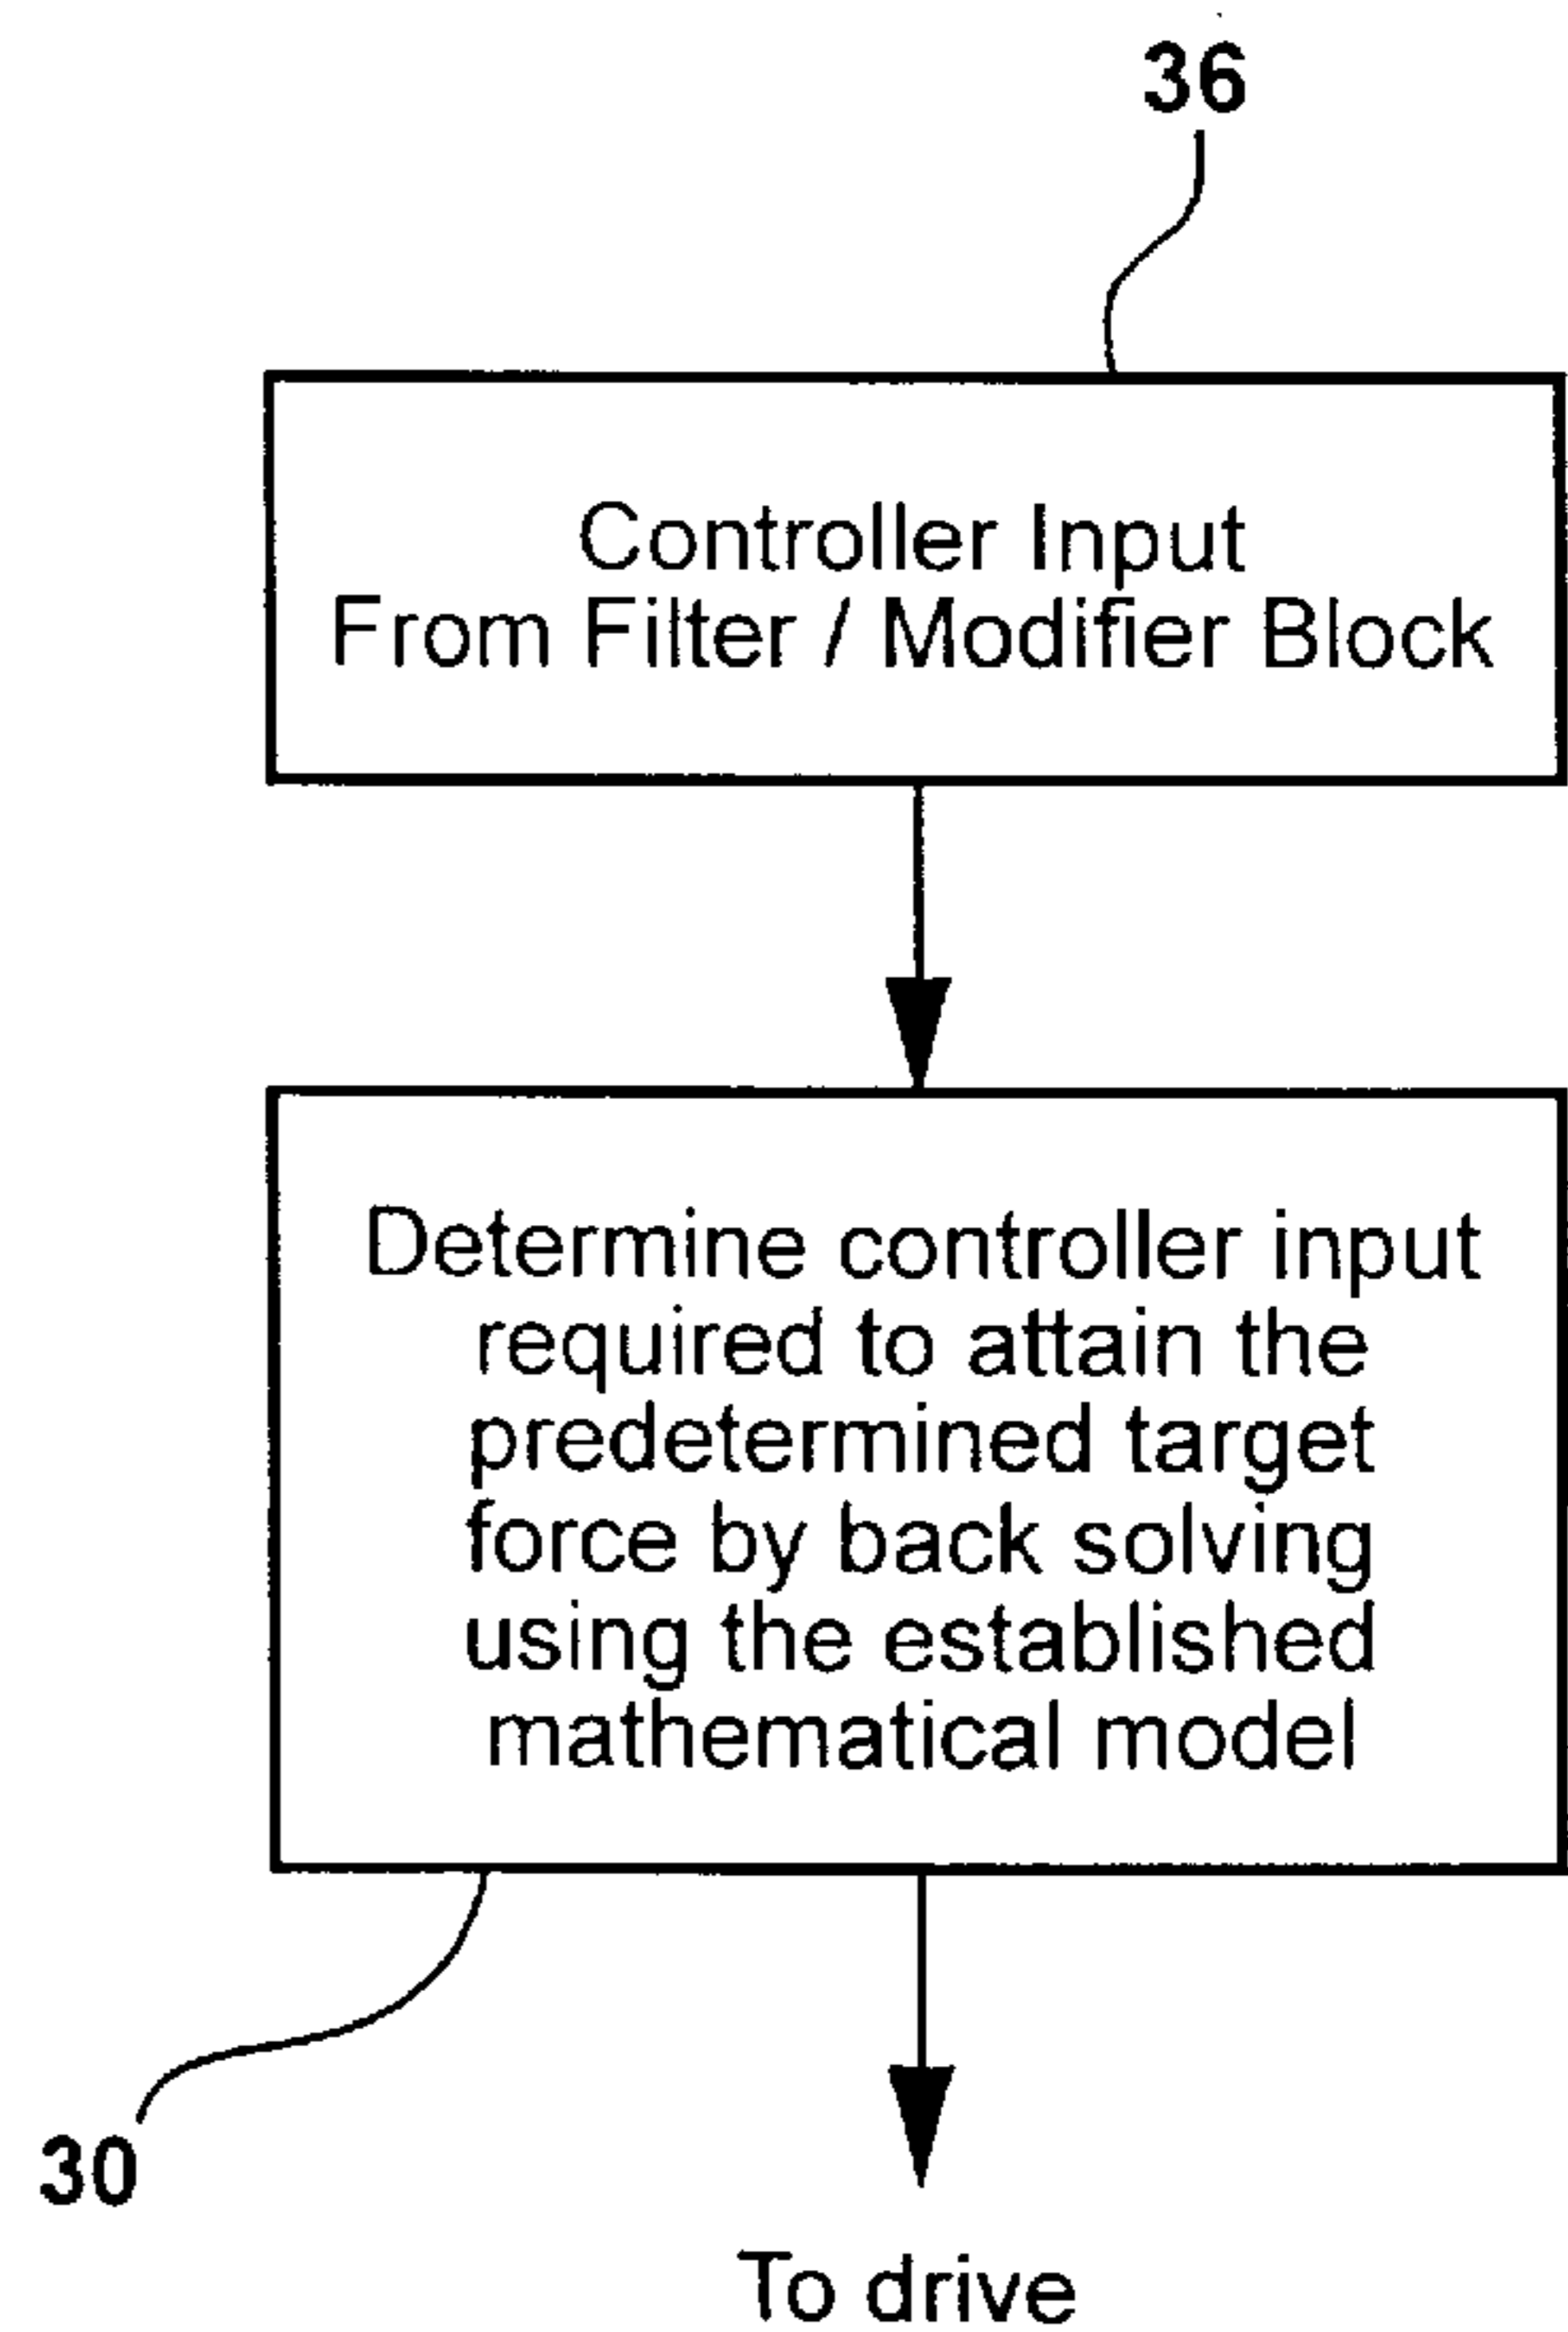 36
Controller Input
From Filter / Modifier Block
Determine controller input
required to attain the
predetermined target
force by back solving
using the established
mathematical model
30
To drive